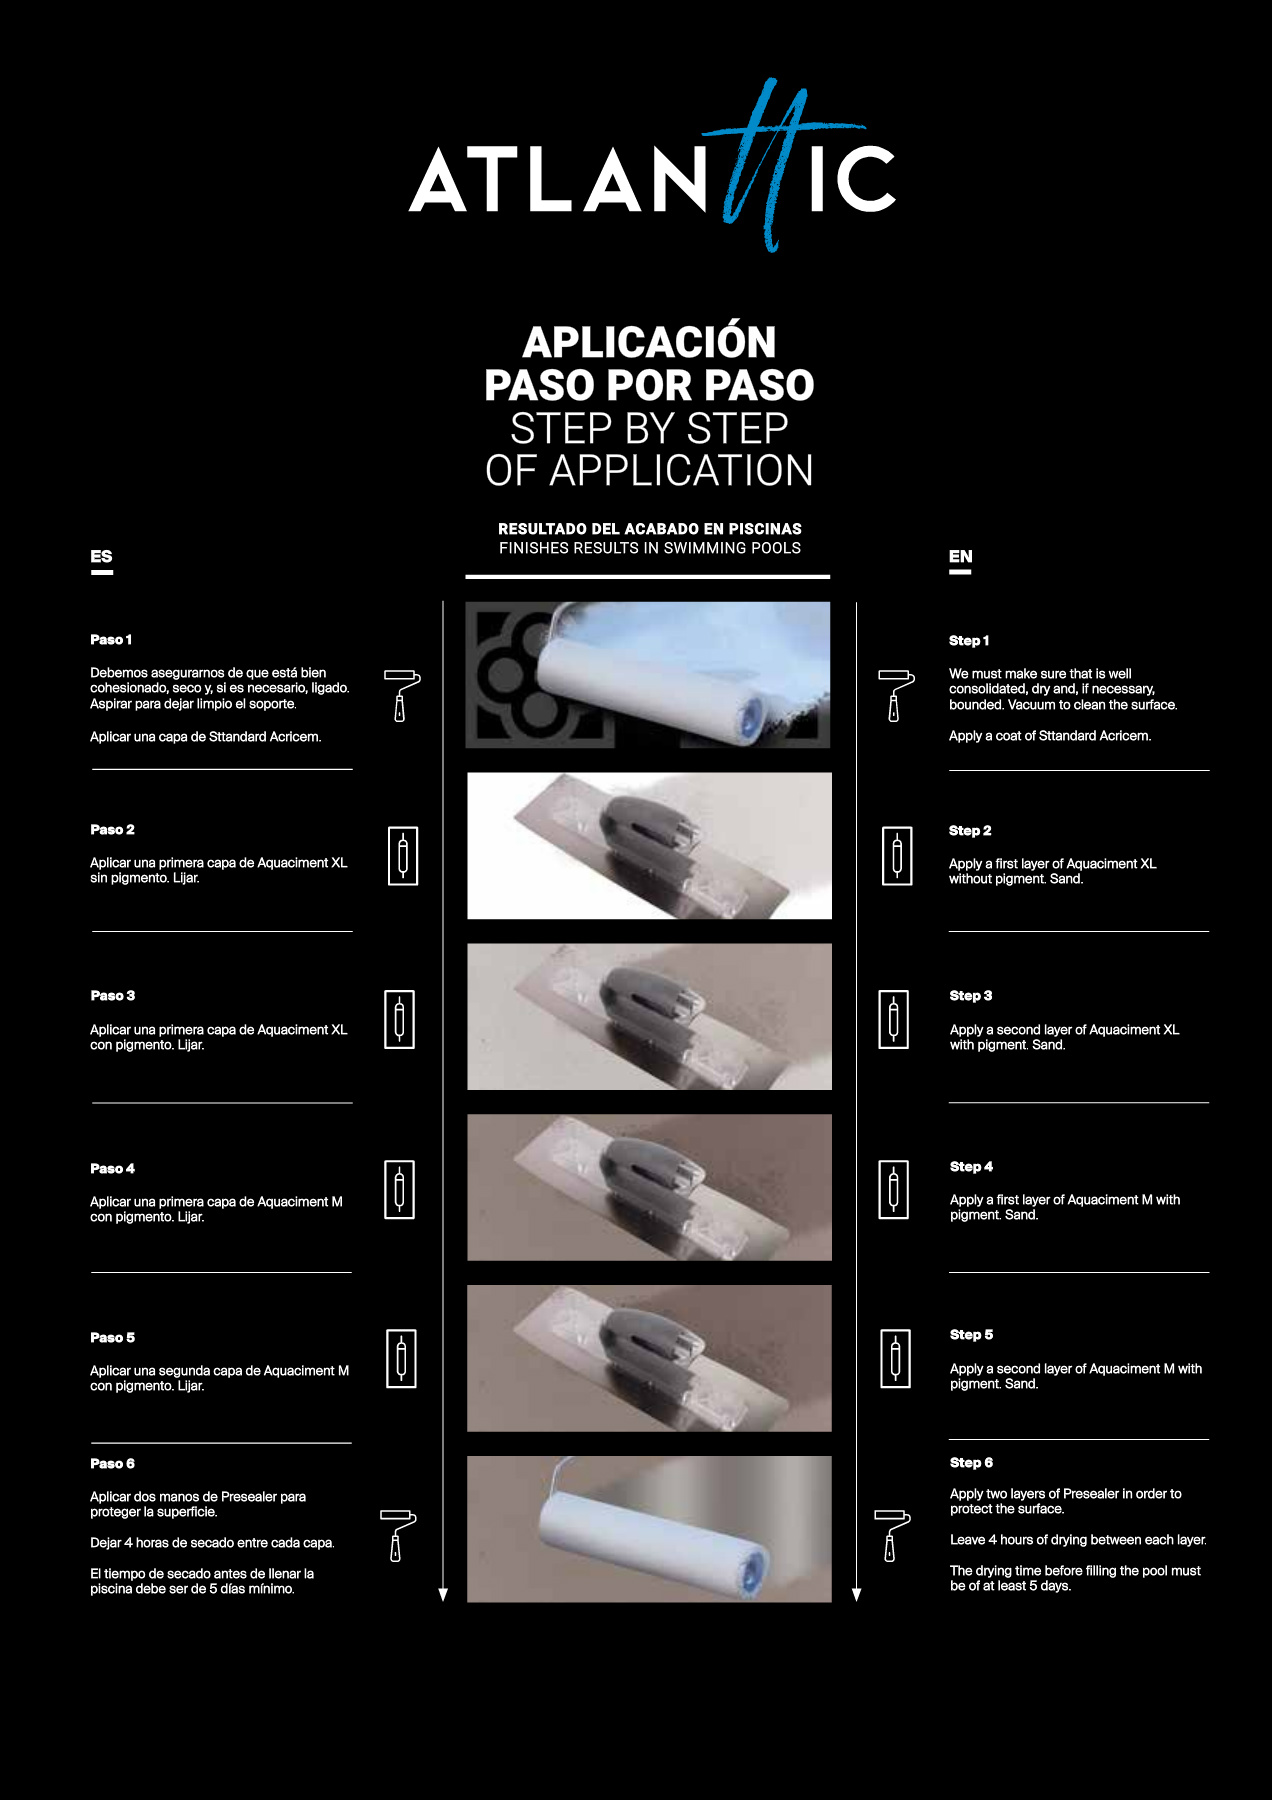 ATLANttIC
APLICACIÓN
PASO POR PASO
STEP BY STEP
OF APPLICATION
RESULTADO DEL ACABADO EN PISCINAS
FINISHES RESULTS IN SWIMMING POOLS
ES
Paso 1
Debemos asegurarnos de que está bien
cohesionado, seco y, si es necesario, ligado.
Aspirar para dejar limpio el soporte.
Aplicar una capa de Sttandard Acricem.
Paso 2
Aplicar una primera capa de Aquaciment XL
sin pigmento. Lijar.
Paso 3
Aplicar una primera capa de Aquaciment XL
con pigmento. Lijar.
Paso 4
Aplicar una primera capa de Aquaciment M
con pigmento. Lijar.
Paso 5
Aplicar una segunda capa de Aquaciment M
con pigmento. Lijar.
Paso 6
Aplicar dos manos de Presealer para
proteger la superficie.
Dejar 4 horas de secado entre cada capa.
El tiempo de secado antes de llenar la
piscina debe ser de 5 días mínimo.
EN
Step 1
We must make sure that is well
consolidated, dry and, if necessary,
bounded. Vacuum to clean the surface.
Apply a coat of Sttandard Acricem.
Step 2
Apply a first layer of Aquaciment XL
without pigment. Sand.
Step 3
Apply a second layer of Aquaciment XL
with pigment. Sand.
Step 4
Apply a first layer of Aquaciment M with
pigment. Sand.
Step 5
Apply a second layer of Aquaciment M with
pigment. Sand.
Step 6
Apply two layers of Presealer in order to
protect the surface.
Leave 4 hours of drying between each layer.
The drying time before filling the pool must
be of at least 5 days.